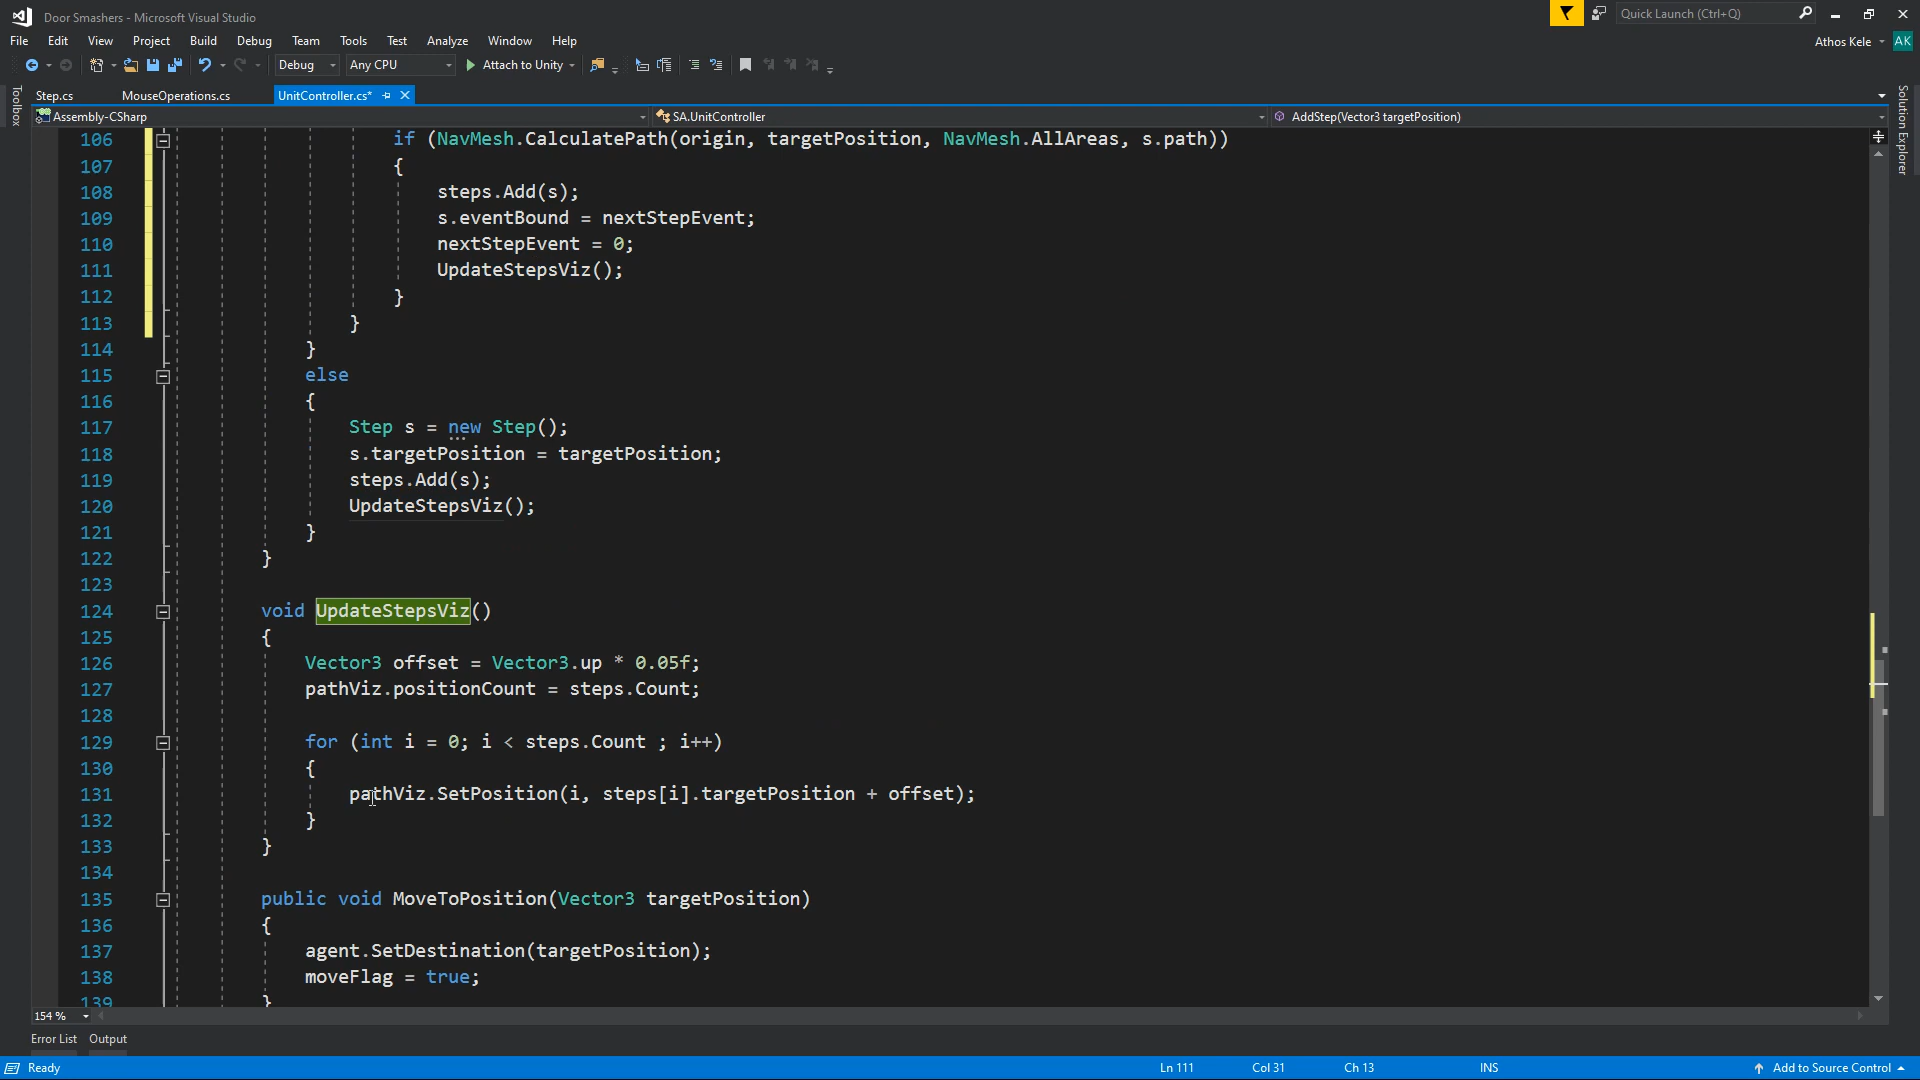 Door Smashers - Microsoft Visual Studio
Quick Launch (Ctrl+Q)
File Edit View Project Build Debug Team Tools Test Analyze Window Help
Athos Kele AK
Debug Any CPU Attach to Unity
Toolbox
Step.cs MouseOperations.cs UnitController.cs*
Solution Explorer
Assembly-CSharp SA.UnitController AddStep(Vector3 targetPosition)
106 if (NavMesh.CalculatePath(origin, targetPosition, NavMesh.AllAreas, s.path))
107 {
108 steps.Add(s);
109 s.eventBound = nextStepEvent;
110 nextStepEvent = 0;
111 UpdateStepsViz();
112 }
113 }
114 }
115 else
116 {
117 Step s = new Step();
118 s.targetPosition = targetPosition;
119 steps.Add(s);
120 UpdateStepsViz();
121 }
122 }
123
124 void UpdateStepsViz()
125 {
126 Vector3 offset = Vector3.up * 0.05f;
127 pathViz.positionCount = steps.Count;
128
129 for (int i = 0; i < steps.Count ; i++)
130 {
131 pathViz.SetPosition(i, steps[i].targetPosition + offset);
132 }
133 }
134
135 public void MoveToPosition(Vector3 targetPosition)
136 {
137 agent.SetDestination(targetPosition);
138 moveFlag = true;
139 }
154 %
Error List Output
Ready Ln 111 Col 31 Ch 13 INS Add to Source Control